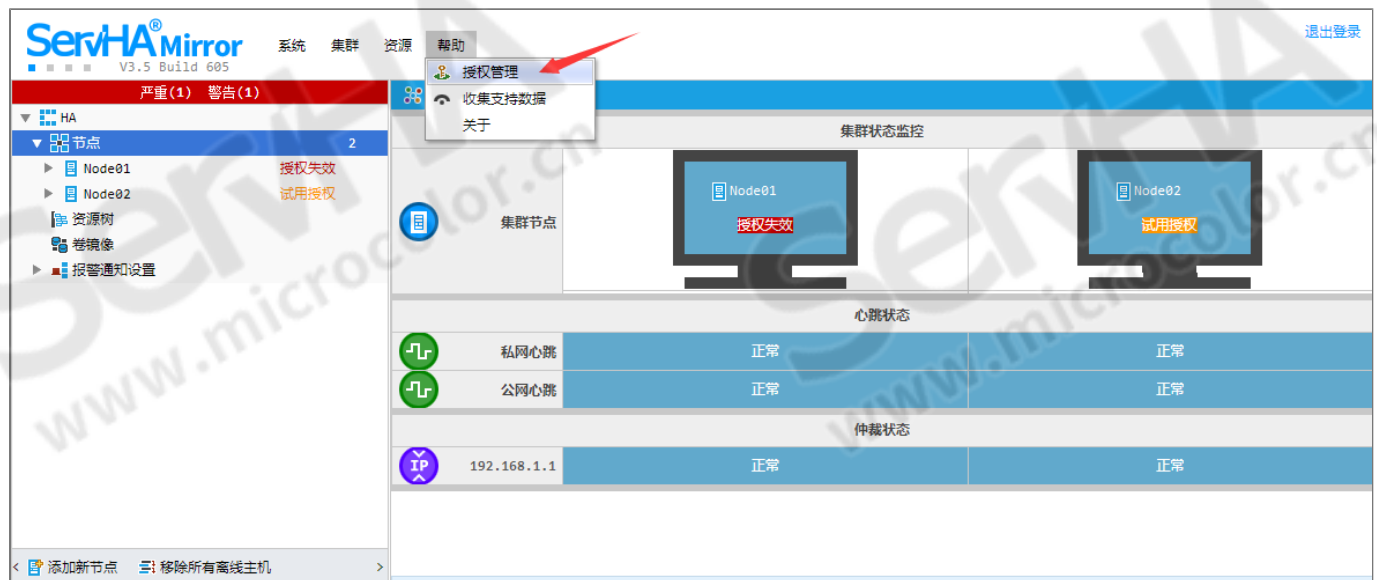 ServHA® Mirror
V3.5 Build 605
系统 集群 资源 帮助
退出登录
授权管理
收集支持数据
关于
严重(1) 警告(1)
HA
节点 2
Node01 授权失效
Node02 试用授权
资源树
卷镜像
报警通知设置
集群状态监控
集群节点
Node01
授权失效
Node02
试用授权
心跳状态
私网心跳 正常 正常
公网心跳 正常 正常
仲裁状态
IP 192.168.1.1 正常 正常
< 添加新节点 移除所有离线主机 >
ServHA
www.microcolor.cn
ServHA
www.microcolor.cn